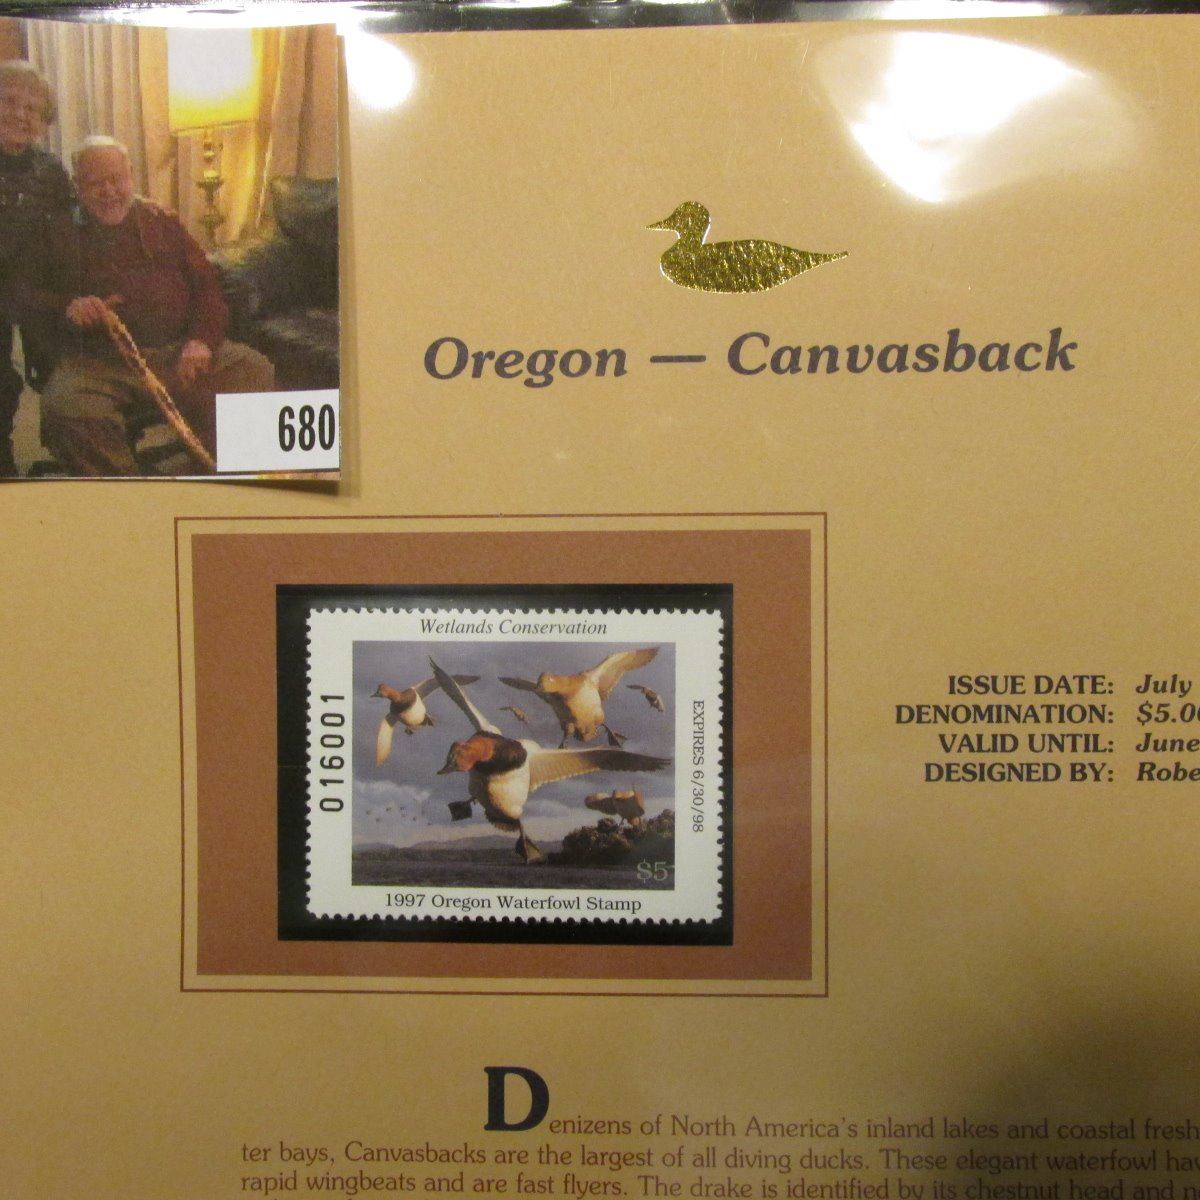 680
Oregon — Canvasback
Wetlands Conservation
016001
EXPIRES 6/30/98
$5
1997 Oregon Waterfowl Stamp
ISSUE DATE: July
DENOMINATION: $5.00
VALID UNTIL: June
DESIGNED BY: Robe
Denizens of North America's inland lakes and coastal fresh
ter bays, Canvasbacks are the largest of all diving ducks. These elegant waterfowl hav
rapid wingbeats and are fast flyers. The drake is identified by its chestnut head and n